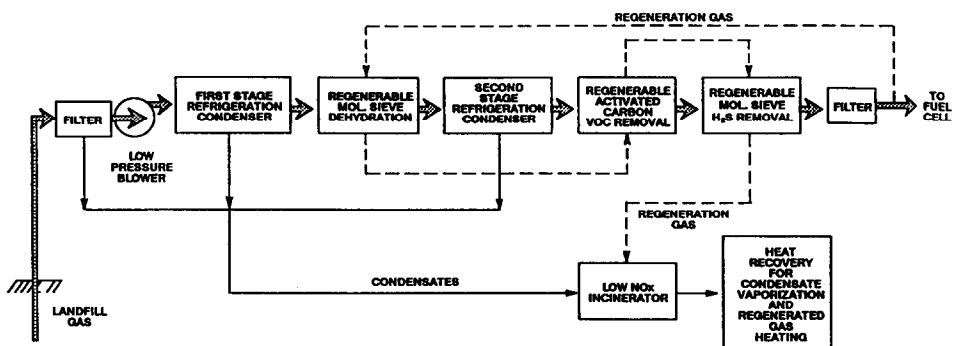 REGENERATION GAS
FILTER
LOW
PRESSURE
BLOWER
FIRST STAGE
REFRIGERATION
CONDENSER
REGENERABLE
MOL. SIEVE
DEHYDRATION
SECOND
STAGE
REFRIGERATION
CONDENSER
REGENERABLE
ACTIVATED
CARBON
VOC REMOVAL
REGENERABLE
MOL. SIEVE
H₂S REMOVAL
FILTER
TO
FUEL
CELL
REGENERATION
GAS
LANDFILL
GAS
CONDENSATES
LOW NOx
INCINERATOR
HEAT
RECOVERY
FOR
CONDENSATE
VAPORIZATION
AND
REGENERATED
GAS
HEATING